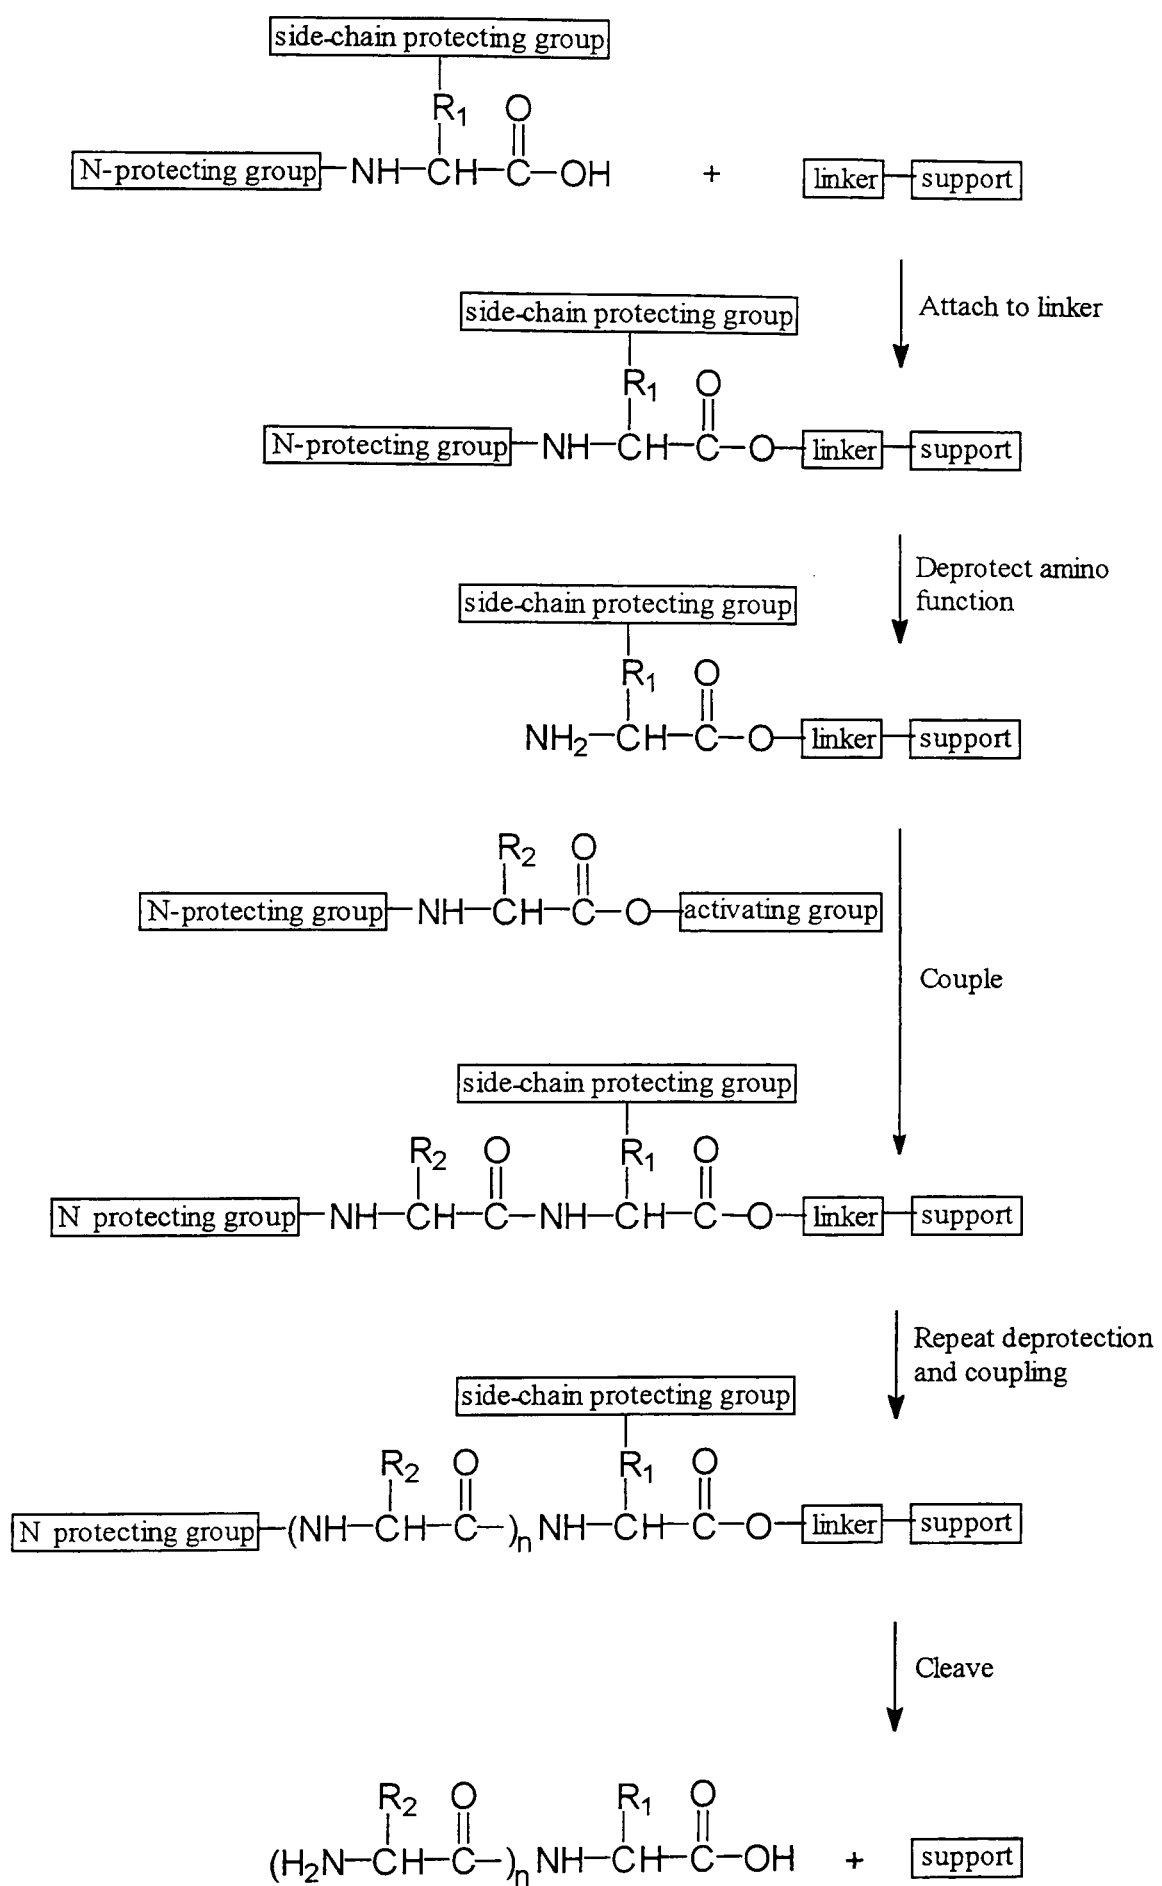 side-chain protecting group
R1 O
N-protecting group NH CH C OH + linker support
Attach to linker
side-chain protecting group
R1 O
N-protecting group NH CH C O linker support
Deprotect amino
function
side-chain protecting group
R1 O
NH2 CH C O linker support
R2 O
N-protecting group NH CH C O activating group
Couple
side-chain protecting group
R2 O R1 O
N protecting group NH CH C NH CH C O linker support
Repeat deprotection
and coupling
side-chain protecting group
R2 O R1 O
N protecting group (NH CH C )n NH CH C O linker support
Cleave
R2 O R1 O
(H2N CH C )n NH CH C OH + support